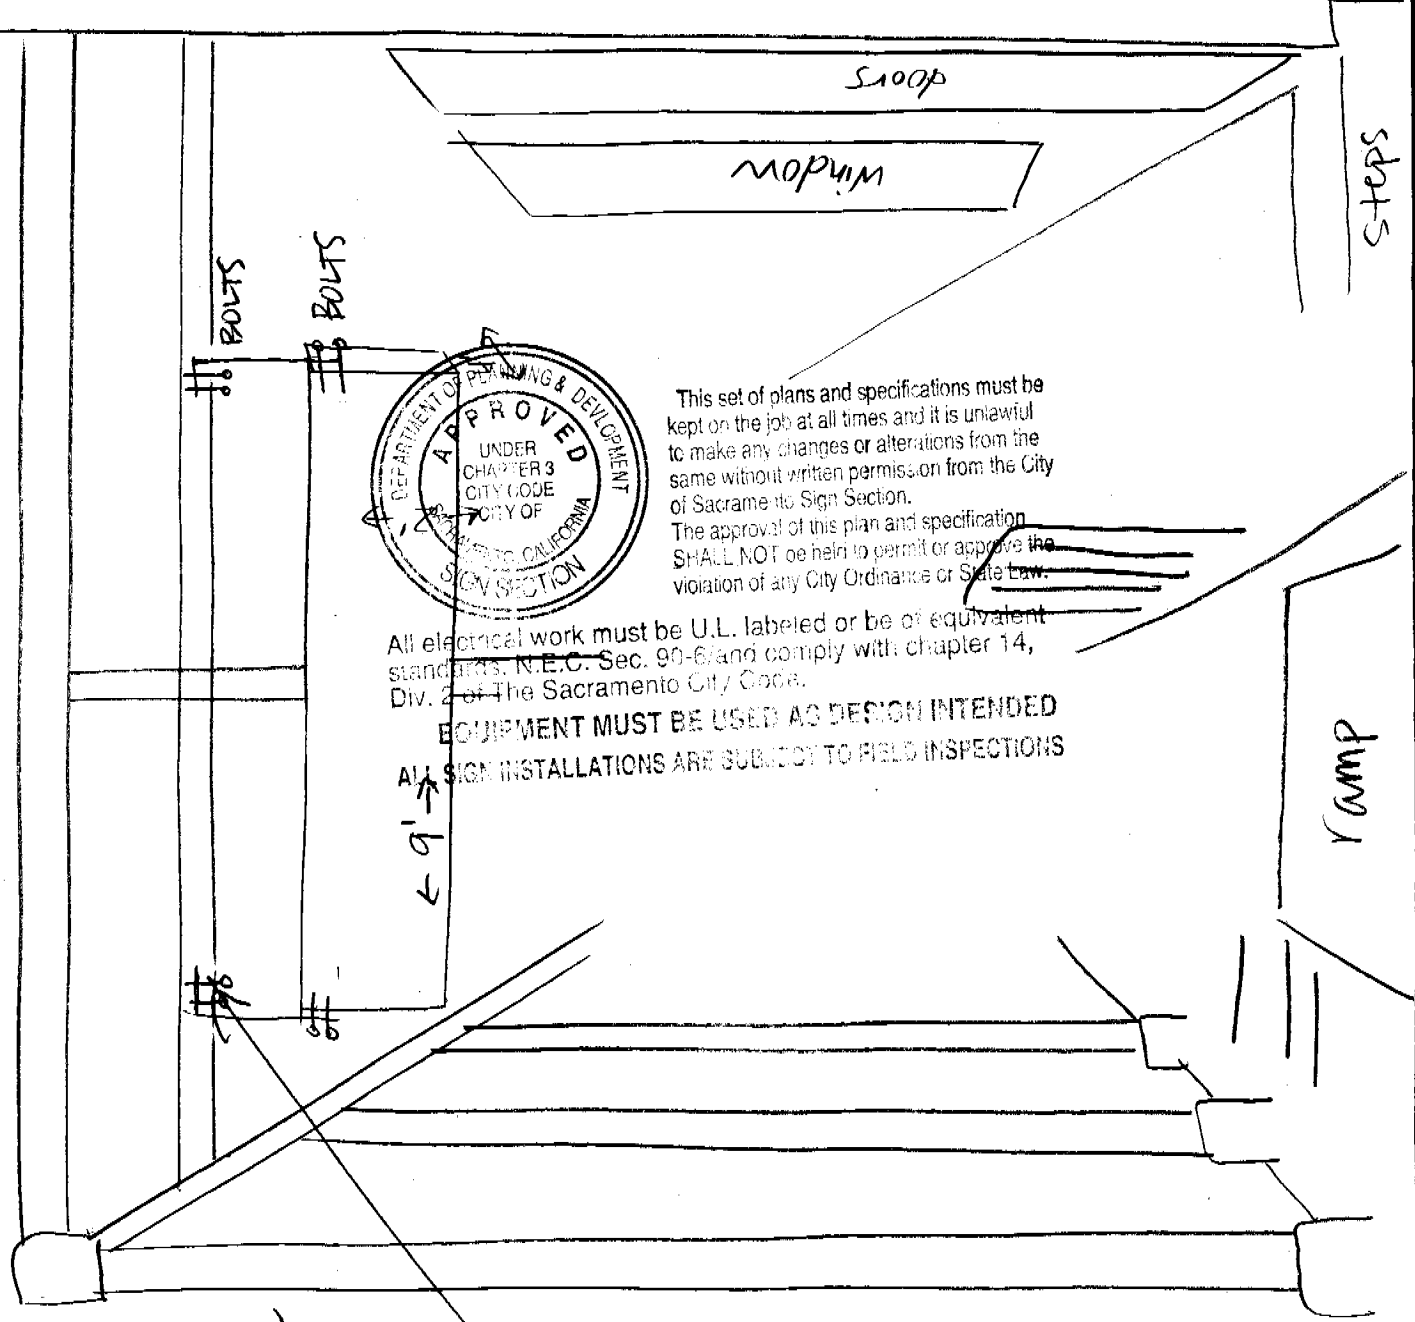 doors
window
steps
BOLTS
BOLTS
DEPARTMENT OF PLANNING & DEVLOPMENT
APPROVED
UNDER
CHAPTER 3
CITY CODE
CITY OF
SACRAMENTO, CALIFORNIA
SIGN SECTION
2'
This set of plans and specifications must be
kept on the job at all times and it is unlawful
to make any changes or alterations from the
same without written permission from the City
of Sacramento Sign Section.
The approval of this plan and specification
SHALL NOT be held to permit or approve the
violation of any City Ordinance or State Law.
All electrical work must be U.L. labeled or be of equivalent
standards. N.E.C. Sec. 90-6/and comply with chapter 14,
Div. 2 of The Sacramento City Code.
EQUIPMENT MUST BE USED AS DESIGN INTENDED
ALL SIGN INSTALLATIONS ARE SUBJECT TO FIELD INSPECTIONS
9'
ramp